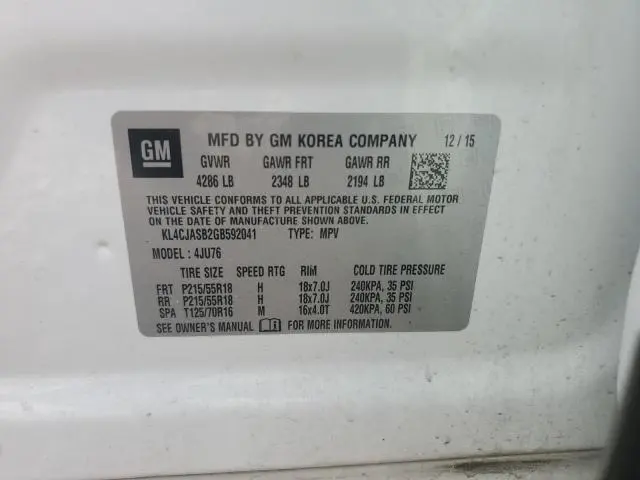 GM MFD BY GM KOREA COMPANY 12/15
GVWR GAWR FRT GAWR RR
4286 LB 2348 LB 2194 LB
THIS VEHICLE CONFORMS TO ALL APPLICABLE U.S. FEDERAL MOTOR
VEHICLE SAFETY AND THEFT PREVENTION STANDARDS IN EFFECT
ON THE DATE OF MANUFACTURE SHOWN ABOVE.
KL4CJASB2GB592041 TYPE: MPV
MODEL : 4JU76
TIRE SIZE SPEED RTG RIM COLD TIRE PRESSURE
FRT P215/55R18 H 18x7.0J 240KPA, 35 PSI
RR P215/55R18 H 18x7.0J 240KPA, 35 PSI
SPA T125/70R16 M 16x4.0T 420KPA, 60 PSI
SEE OWNER'S MANUAL FOR MORE INFORMATION.